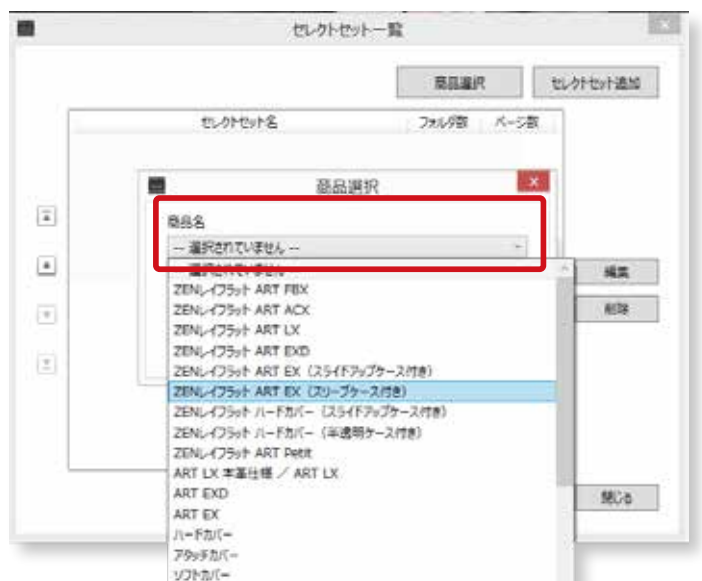 セレクトセット一覧
商品選択
セレクトセット追加
セレクトセット名
フォルダ数
ページ数
商品選択
商品名
-- 選択されていません --
-- 選択されていません --
ZENレイフラット ART FBX
ZENレイフラット ART ACX
ZENレイフラット ART LX
ZENレイフラット ART EXD
ZENレイフラット ART EX（スライドアップケース付き）
ZENレイフラット ART EX（スリーブケース付き）
ZENレイフラット ハードカバー（スライドアップケース付き）
ZENレイフラット ハードカバー（半透明ケース付き）
ZENレイフラット ART Petit
ART LX 本革仕様 ／ ART LX
ART EXD
ART EX
ハードカバー
アタッチカバー
ソフトカバー
編集
削除
閉じる